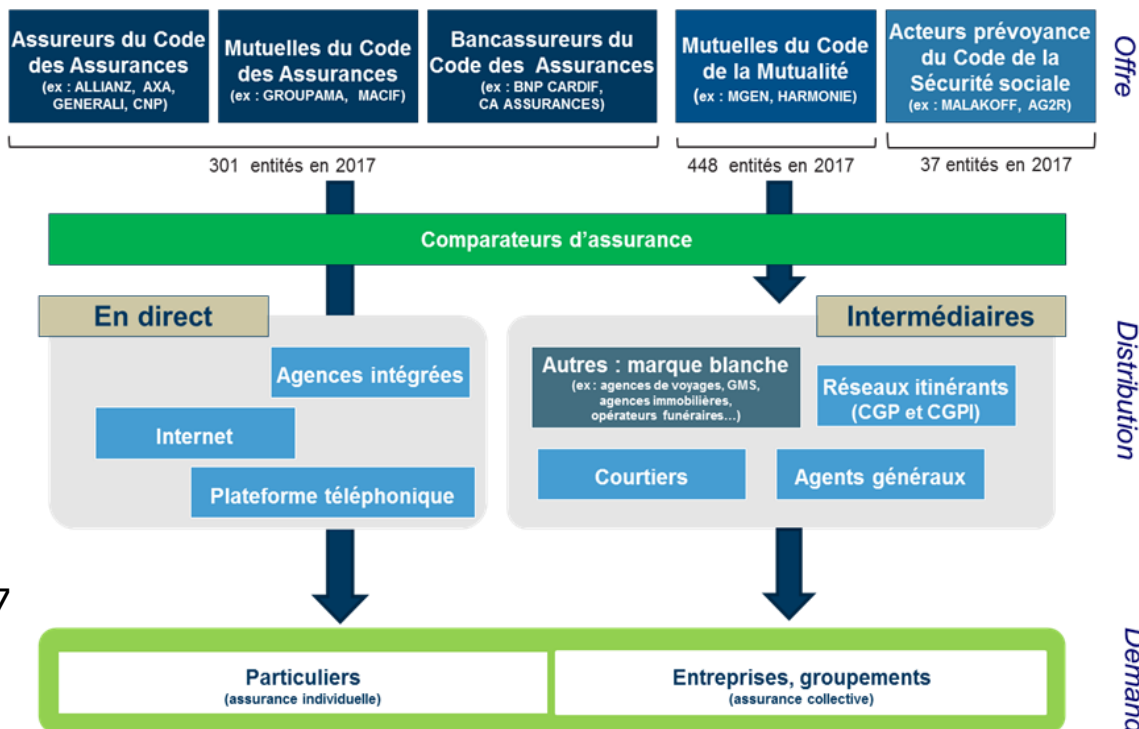 Assureurs du Code
des Assurances
(ex : ALLIANZ, AXA,
GENERALI, CNP)
Mutuelles du Code
des Assurances
(ex : GROUPAMA, MACIF)
Bancassureurs du
Code des Assurances
(ex : BNP CARDIF,
CA ASSURANCES)
Mutuelles du Code
de la Mutualité
(ex : MGEN, HARMONIE)
Acteurs prévoyance
du Code de la
Sécurité sociale
(ex : MALAKOFF, AG2R)
Offre
301 entités en 2017
448 entités en 2017
37 entités en 2017
Comparateurs d'assurance
En direct
Intermédiaires
Distribution
Agences intégrées
Internet
Plateforme téléphonique
Autres : marque blanche
(ex : agences de voyages, GMS,
agences immobilières,
opérateurs funéraires…)
Réseaux itinérants
(CGP et CGPI)
Courtiers
Agents généraux
7
Particuliers
(assurance individuelle)
Entreprises, groupements
(assurance collective)
Demand